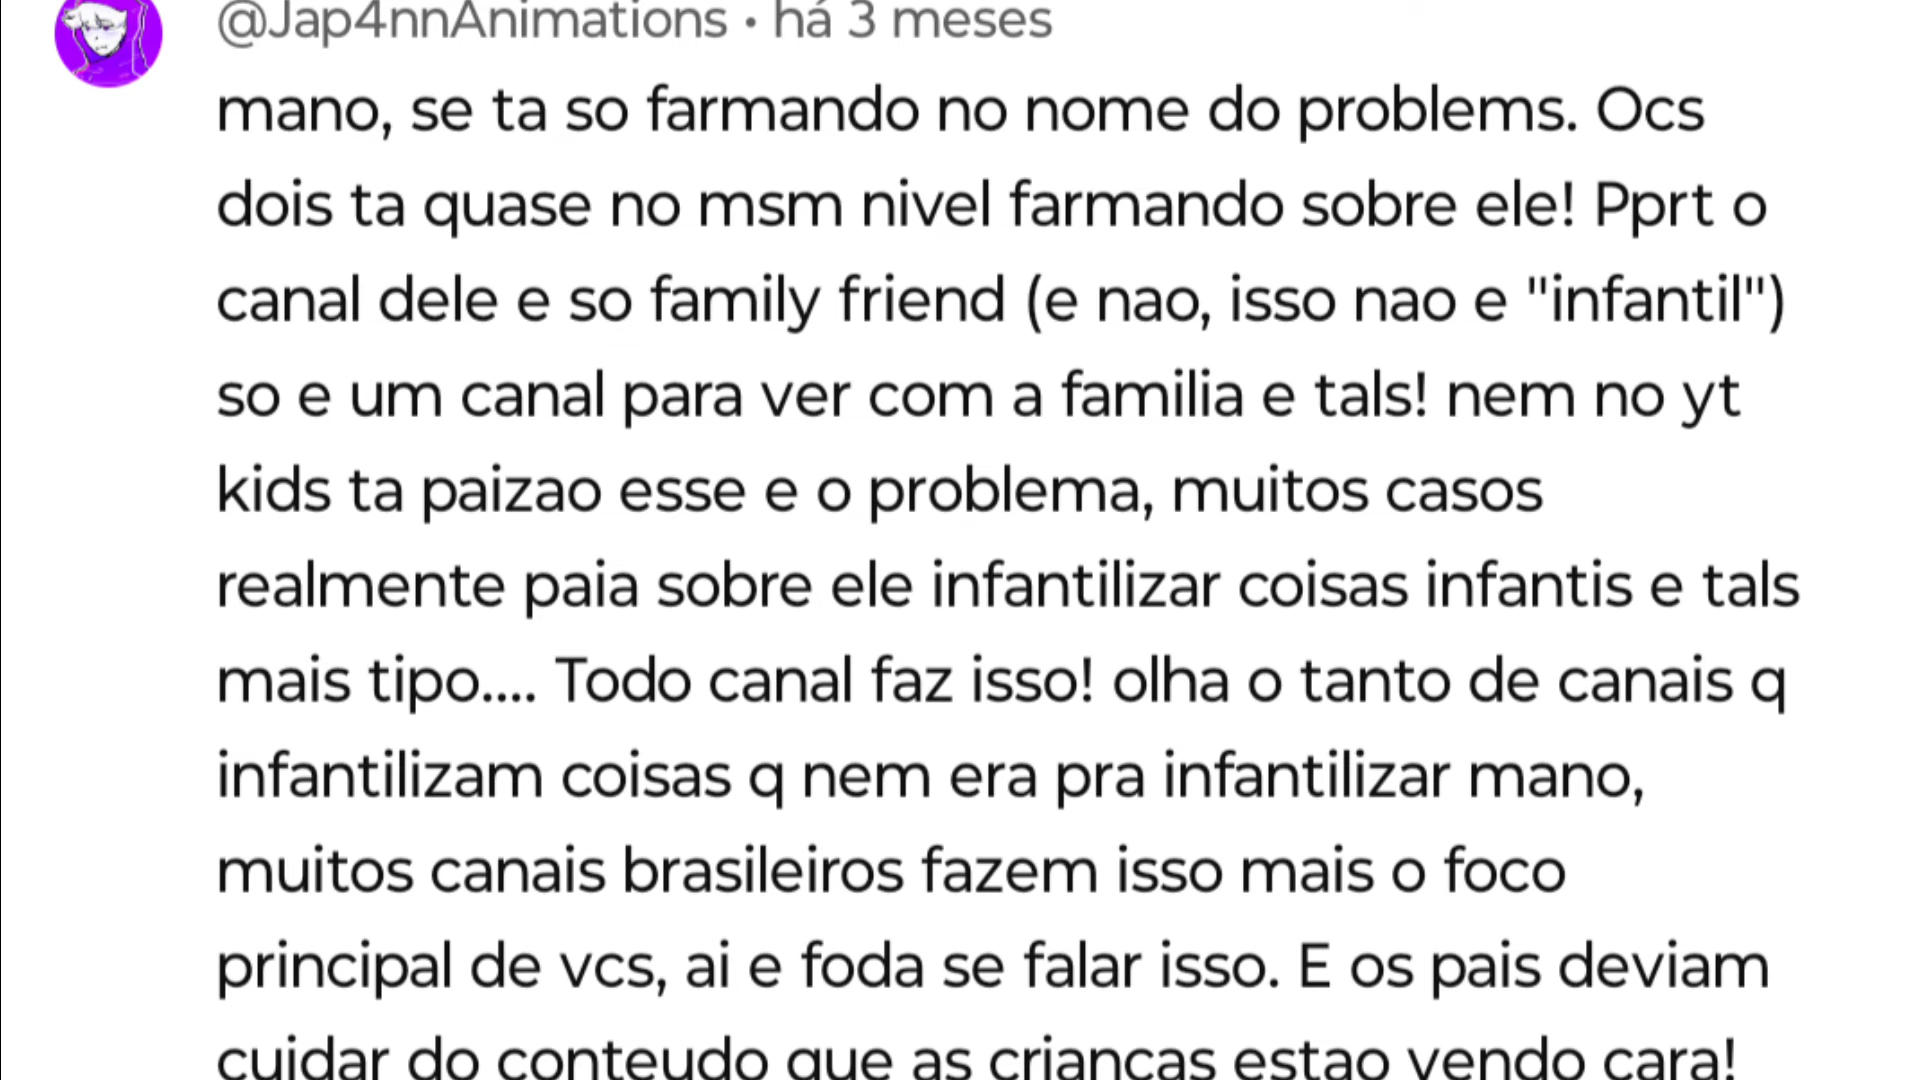 @Jap4nnAnimations • há 3 meses
mano, se ta so farmando no nome do problems. Ocs
dois ta quase no msm nivel farmando sobre ele! Pprt o
canal dele e so family friend (e nao, isso nao e "infantil")
so e um canal para ver com a familia e tals! nem no yt
kids ta paizao esse e o problema, muitos casos
realmente paia sobre ele infantilizar coisas infantis e tals
mais tipo.... Todo canal faz isso! olha o tanto de canais q
infantilizam coisas q nem era pra infantilizar mano,
muitos canais brasileiros fazem isso mais o foco
principal de vcs, ai e foda se falar isso. E os pais deviam
cuidar do conteudo que as criancas estao vendo cara!